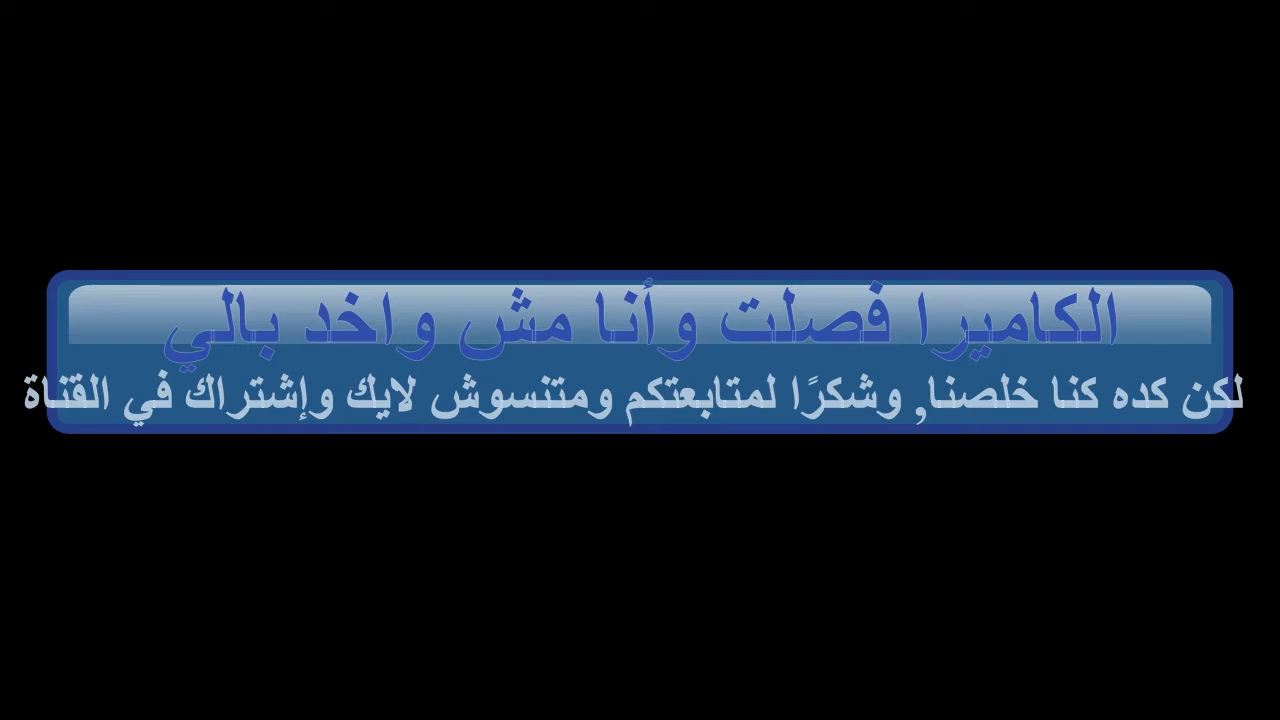 الكاميرا فصلت وأنا مش واخد بالي
لكن كده كنا خلصنا, وشكرًا لمتابعتكم ومتنسوش لايك وإشتراك في القناة